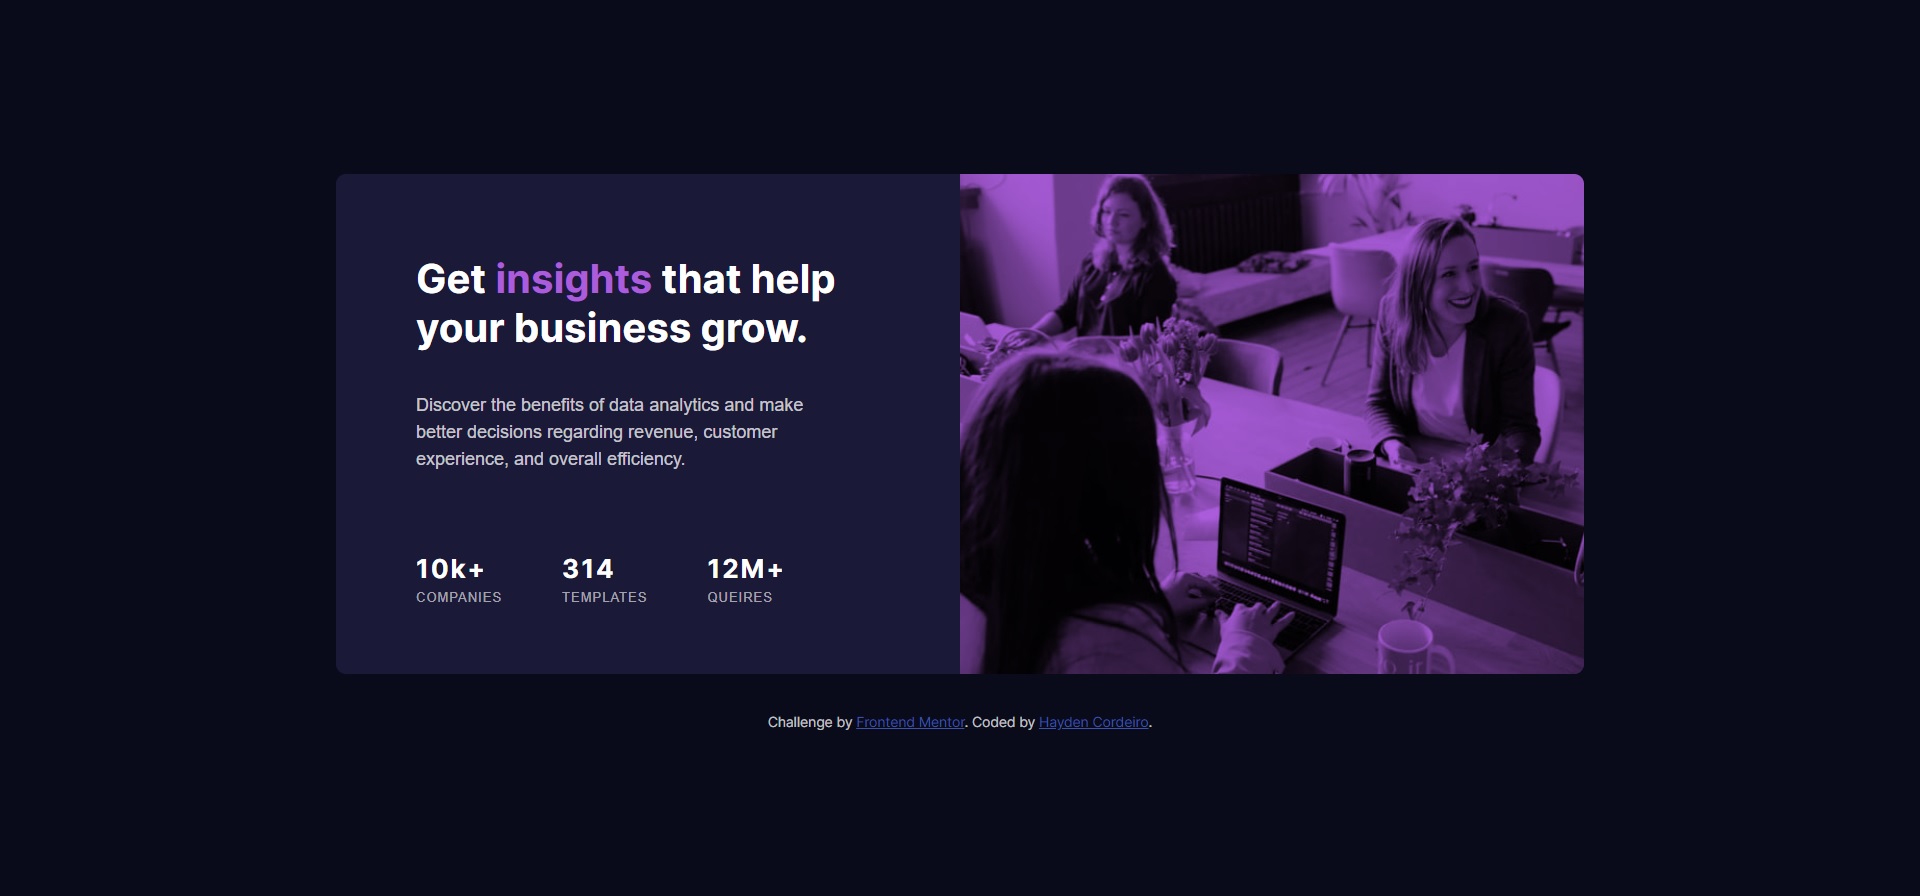 Get insights that help
your business grow.
Discover the benefits of data analytics and make
better decisions regarding revenue, customer
experience, and overall efficiency.
10k+ 314 12M+
COMPANIES TEMPLATES QUEIRES
Challenge by Frontend Mentor. Coded by Hayden Cordeiro.